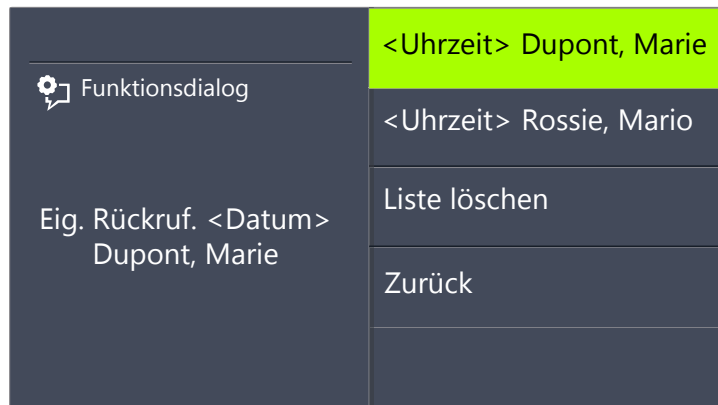 Funktionsdialog
Eig. Rückruf. <Datum>
Dupont, Marie
<Uhrzeit> Dupont, Marie
<Uhrzeit> Rossie, Mario
Liste löschen
Zurück